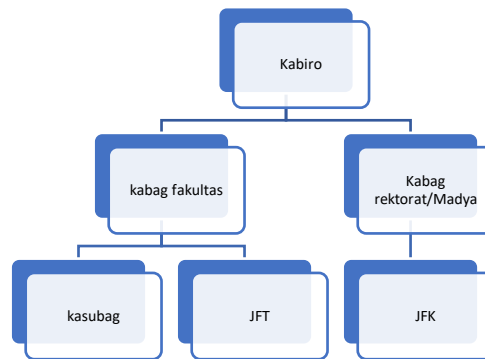 Kabiro
kabag fakultas
Kabag
rektorat/Madya
kasubag
JFT
JFK